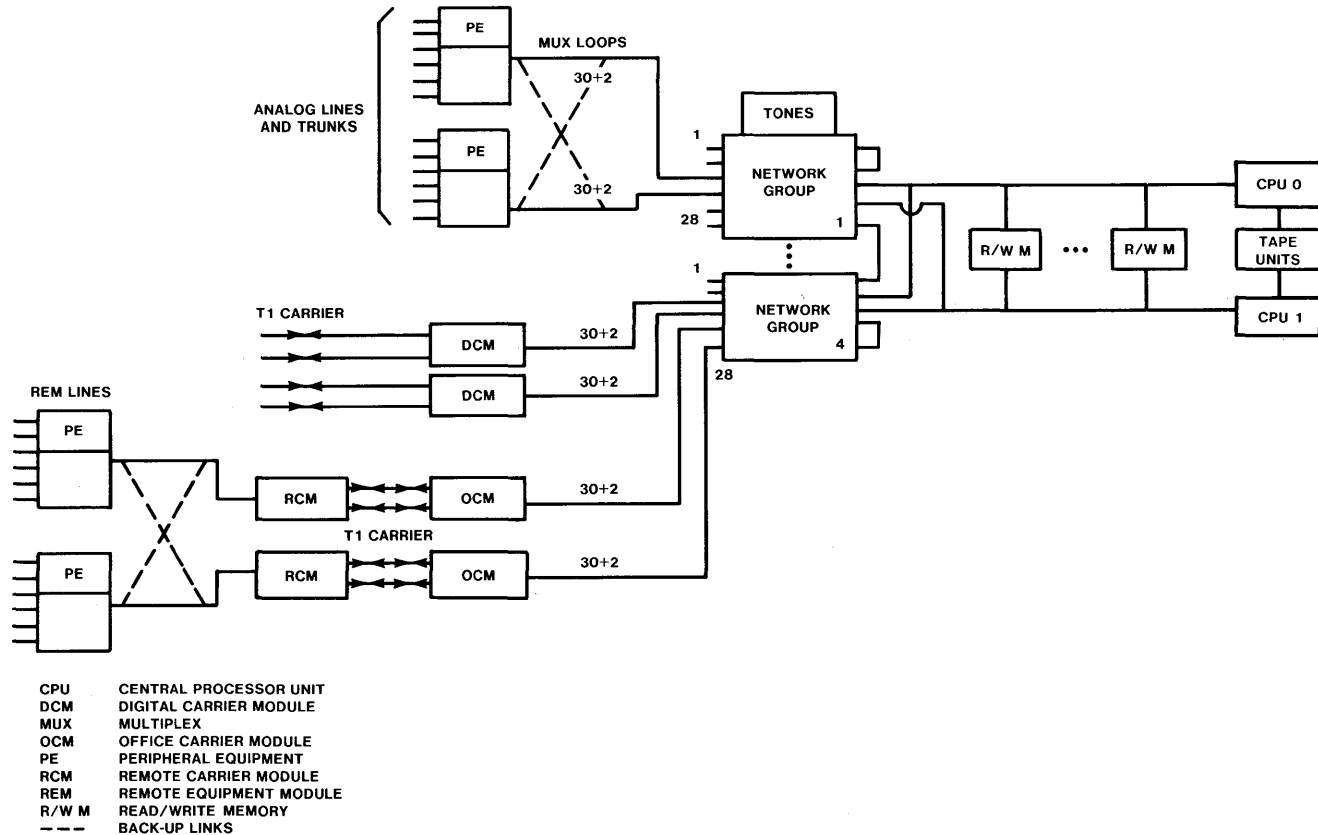 PE
MUX LOOPS
30+2
ANALOG LINES
AND TRUNKS
PE
30+2
TONES
1
NETWORK
GROUP
28
1
CPU 0
R/W M
R/W M
TAPE
UNITS
1
NETWORK
GROUP
4
28
CPU 1
T1 CARRIER
DCM
30+2
DCM
30+2
REM LINES
PE
RCM
OCM
30+2
T1 CARRIER
PE
RCM
OCM
30+2
CPU CENTRAL PROCESSOR UNIT
DCM DIGITAL CARRIER MODULE
MUX MULTIPLEX
OCM OFFICE CARRIER MODULE
PE PERIPHERAL EQUIPMENT
RCM REMOTE CARRIER MODULE
REM REMOTE EQUIPMENT MODULE
R/W M READ/WRITE MEMORY
---- BACK-UP LINKS